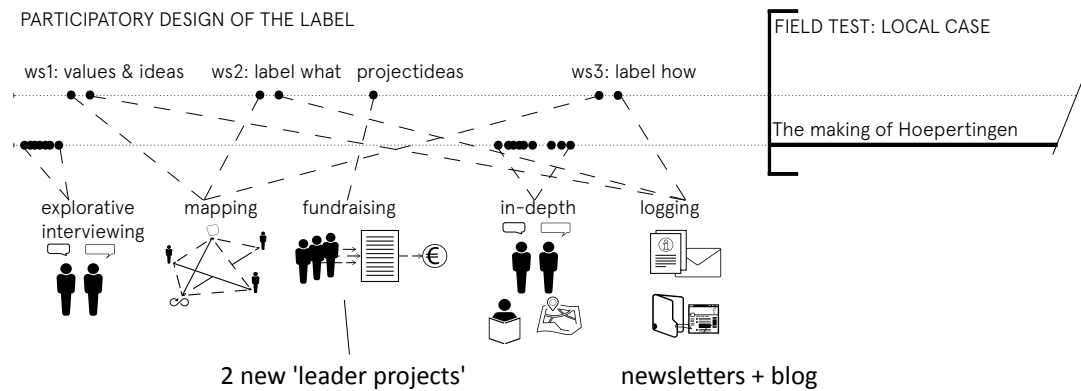 PARTICIPATORY DESIGN OF THE LABEL
FIELD TEST: LOCAL CASE
ws1: values & ideas
ws2: label what
projectideas
ws3: label how
The making of Hoepertingen
explorative
interviewing
mapping
fundraising
in-depth
logging
€
2 new 'leader projects'
newsletters + blog